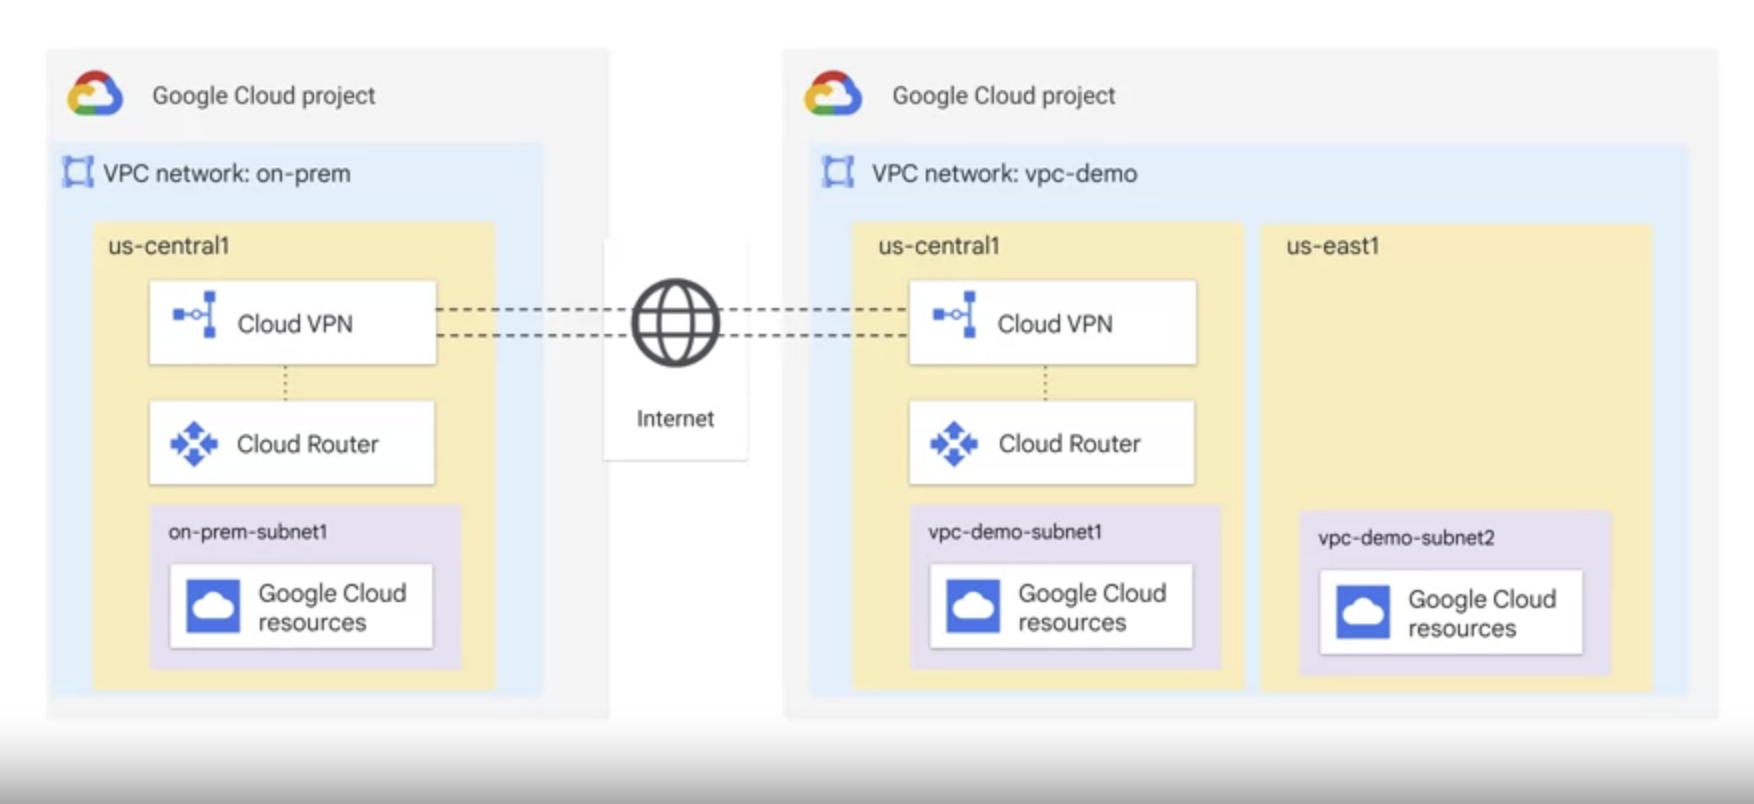 Google Cloud project
VPC network: on-prem
us-central1
Cloud VPN
Cloud Router
on-prem-subnet1
Google Cloud
resources
Internet
Google Cloud project
VPC network: vpc-demo
us-central1
Cloud VPN
Cloud Router
vpc-demo-subnet1
Google Cloud
resources
us-east1
vpc-demo-subnet2
Google Cloud
resources